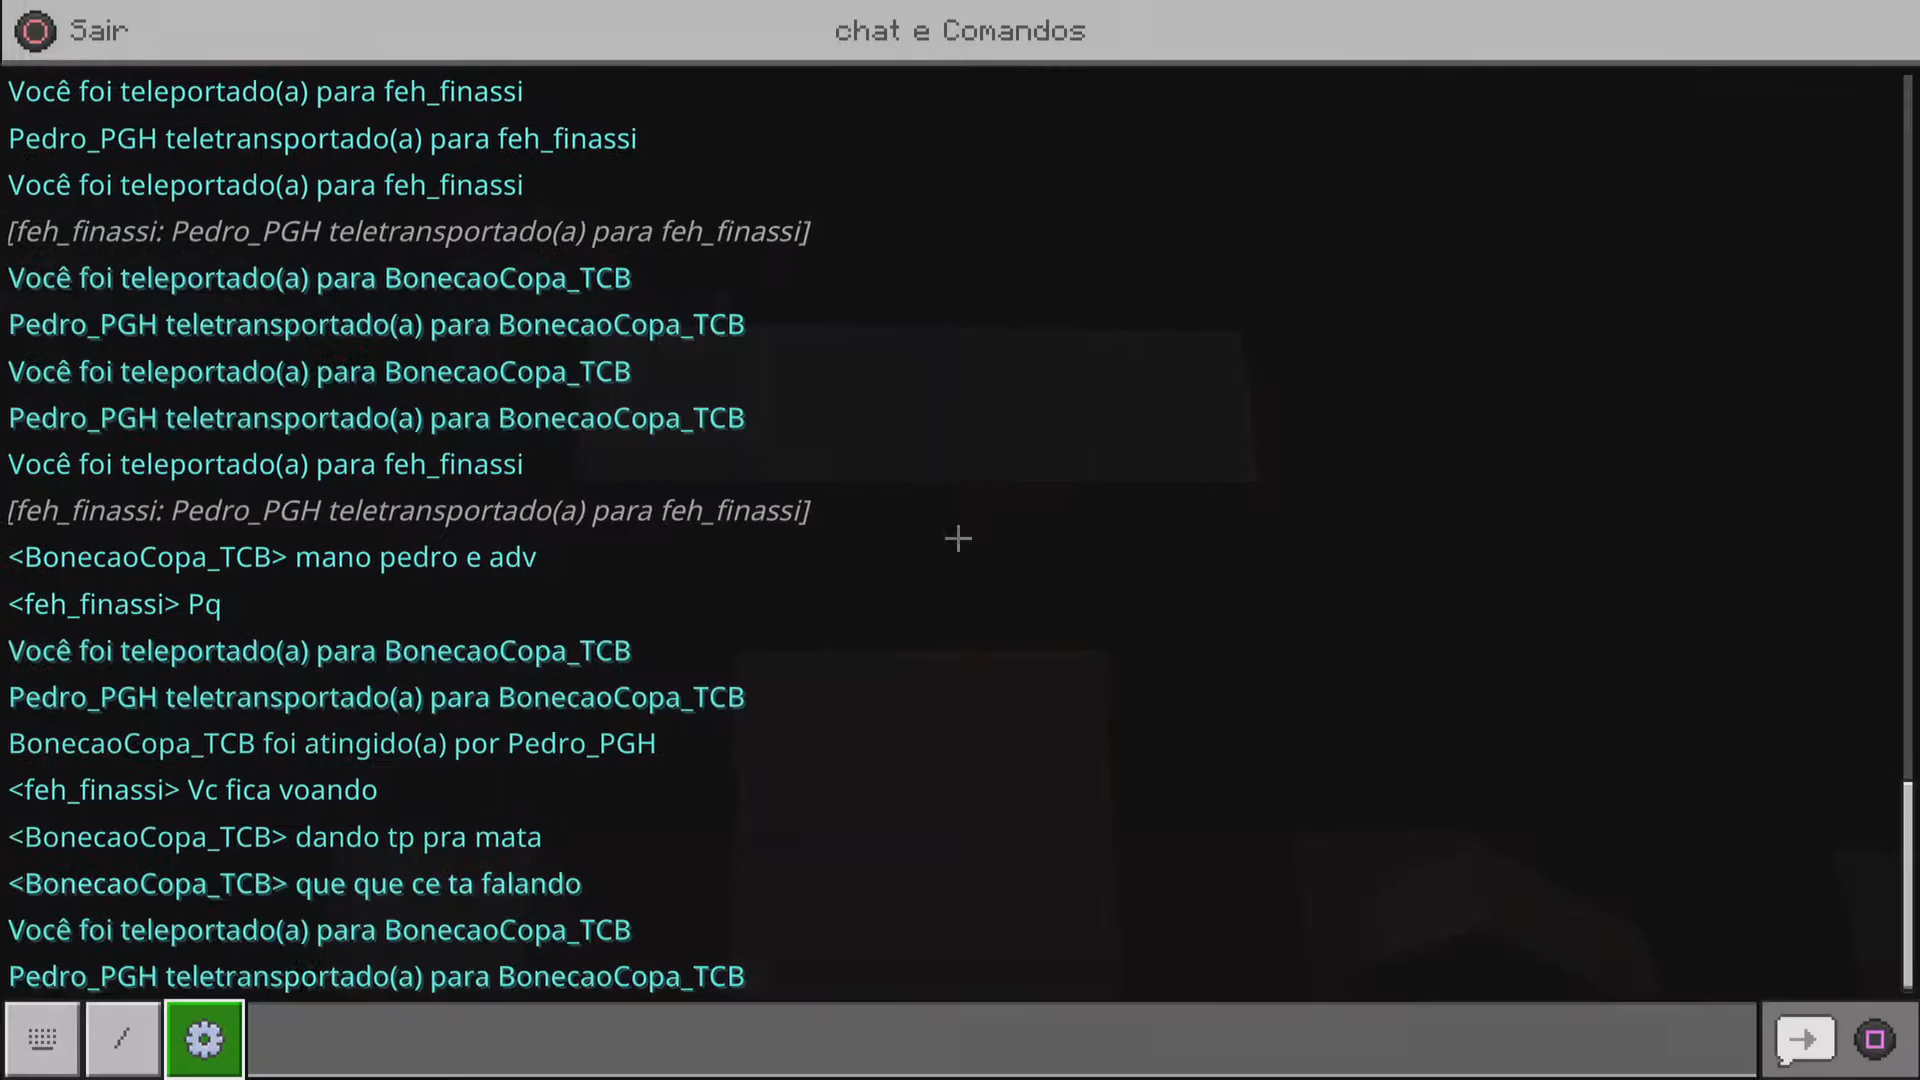 Sair
chat e Comandos
Você foi teleportado(a) para feh_finassi
Pedro_PGH teletransportado(a) para feh_finassi
Você foi teleportado(a) para feh_finassi
[feh_finassi: Pedro_PGH teletransportado(a) para feh_finassi]
Você foi teleportado(a) para BonecaoCopa_TCB
Pedro_PGH teletransportado(a) para BonecaoCopa_TCB
Você foi teleportado(a) para BonecaoCopa_TCB
Pedro_PGH teletransportado(a) para BonecaoCopa_TCB
Você foi teleportado(a) para feh_finassi
[feh_finassi: Pedro_PGH teletransportado(a) para feh_finassi]
<BonecaoCopa_TCB> mano pedro e adv
<feh_finassi> Pq
Você foi teleportado(a) para BonecaoCopa_TCB
Pedro_PGH teletransportado(a) para BonecaoCopa_TCB
BonecaoCopa_TCB foi atingido(a) por Pedro_PGH
<feh_finassi> Vc fica voando
<BonecaoCopa_TCB> dando tp pra mata
<BonecaoCopa_TCB> que que ce ta falando
Você foi teleportado(a) para BonecaoCopa_TCB
Pedro_PGH teletransportado(a) para BonecaoCopa_TCB
/